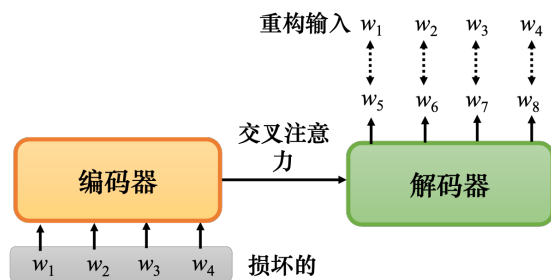 重构输入 w₁ w₂ w₃ w₄
w₅ w₆ w₇ w₈
交叉注意
力
编码器 解码器
w₁ w₂ w₃ w₄ 损坏的